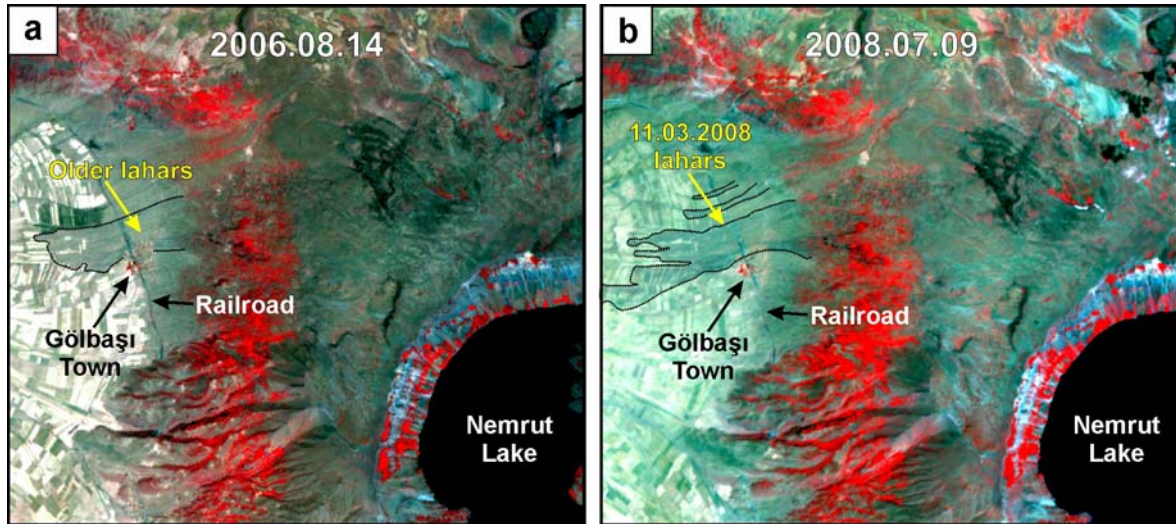 a
2006.08.14
Older lahars
Railroad
Gölbaşı
Town
Nemrut
Lake
b
2008.07.09
11.03.2008
lahars
Railroad
Gölbaşı
Town
Nemrut
Lake